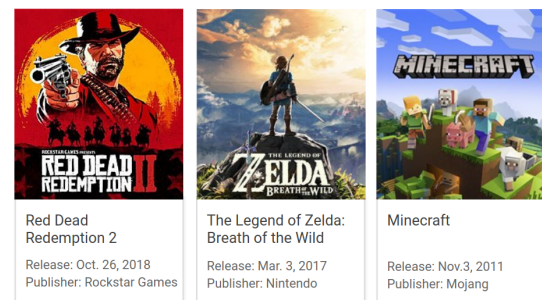 ROCKSTAR GAMES PRESENTS
RED DEAD
REDEMPTION II
THE LEGEND OF
ZELDA
BREATH OF THE WILD
MINECRAFT
Red Dead
Redemption 2
Release: Oct. 26, 2018
Publisher: Rockstar Games
The Legend of Zelda:
Breath of the Wild
Release: Mar. 3, 2017
Publisher: Nintendo
Minecraft
Release: Nov.3, 2011
Publisher: Mojang